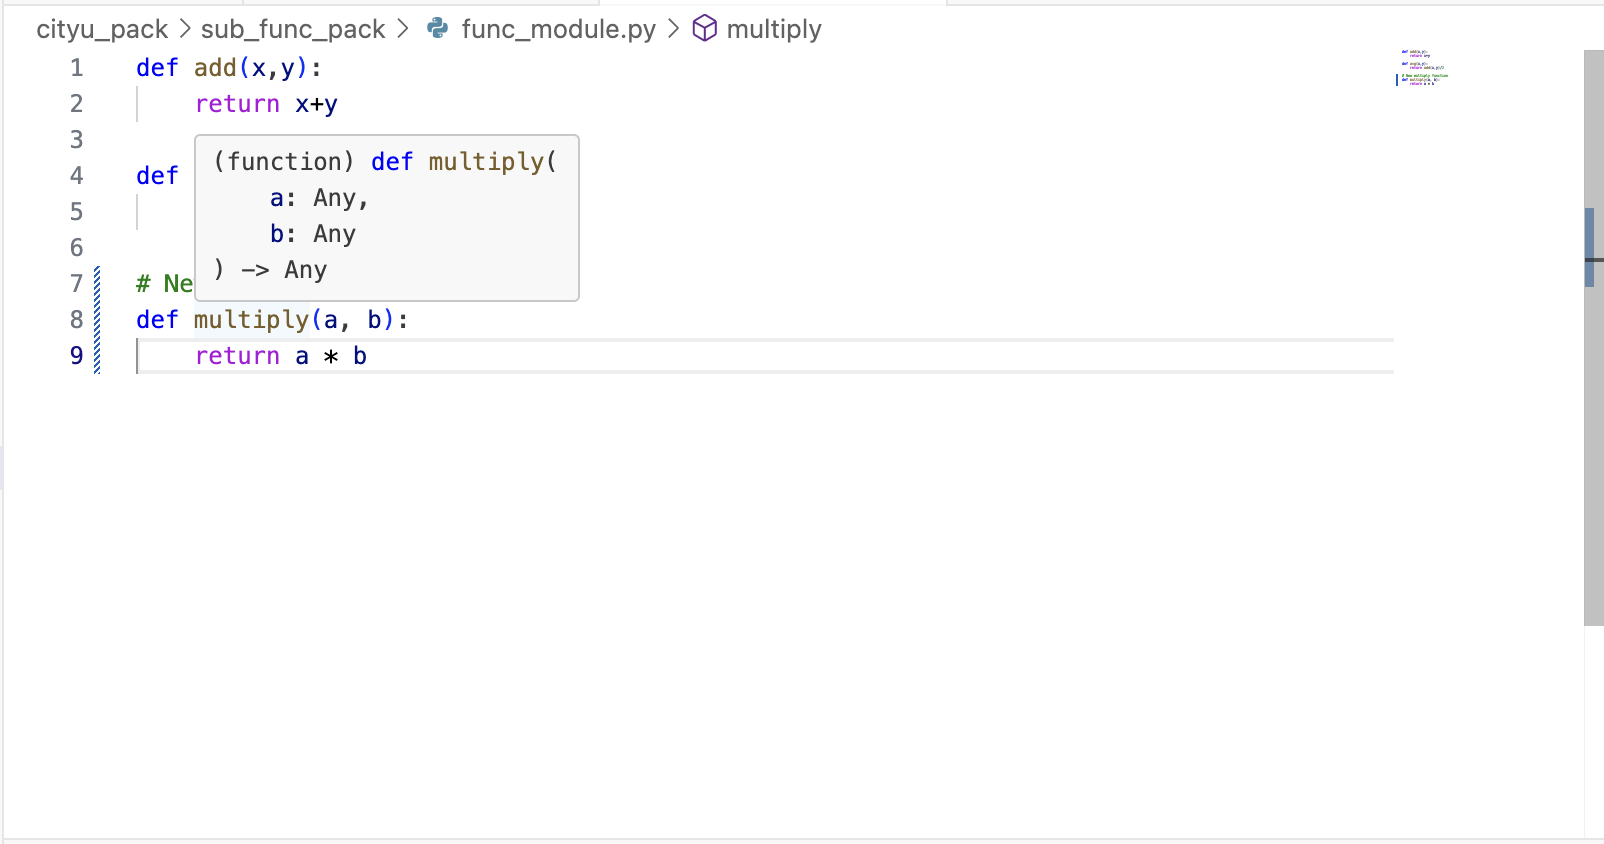 cityu_pack > sub_func_pack > func_module.py > multiply
1 def add(x,y):
2 return x+y
3
(function) def multiply(
4 def
a: Any,
5
b: Any
6
) -> Any
7 # Ne
8 def multiply(a, b):
9 return a * b